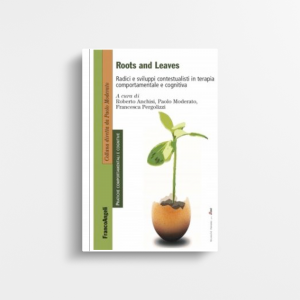 Roots and Leaves
Radici e sviluppi contestualisti in terapia
comportamentale e cognitiva
A cura di
Roberto Anchisi, Paolo Moderato,
Francesca Pergolizzi
Collana diretta da Paolo Moderato
FrancoAngeli
PRATICHE COMPORTAMENTALI E COGNITIVE